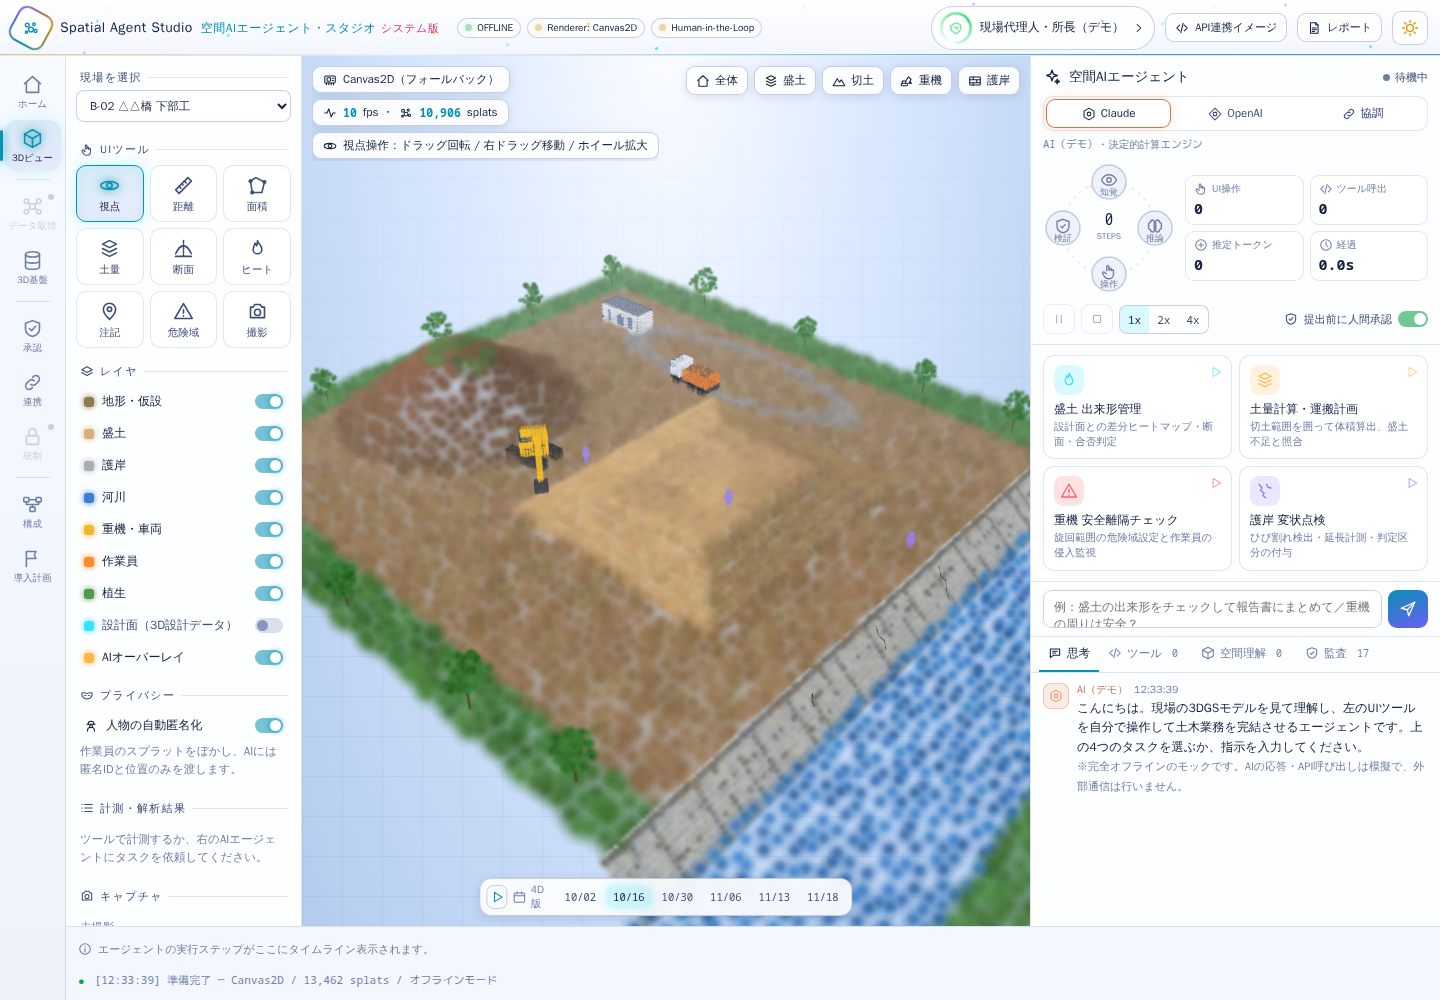 Spatial Agent Studio 空間AIエージェント・スタジオ システム版
OFFLINE
Renderer: Canvas2D
Human-in-the-Loop
現場代理人・所長（デモ）
API連携イメージ
レポート
ホーム
3Dビュー
データ取得
3D基盤
承認
連携
統制
構成
導入計画
現場を選択
B-02 △△橋 下部工
UIツール
視点
距離
面積
土量
断面
ヒート
注記
危険域
撮影
レイヤ
地形・仮設
盛土
護岸
河川
重機・車両
作業員
植生
設計面（3D設計データ）
AIオーバーレイ
プライバシー
人物の自動匿名化
作業員のスプラットをぼかし、AIには
匿名IDと位置のみを渡します。
計測・解析結果
ツールで計測するか、右のAIエージェ
ントにタスクを依頼してください。
キャプチャ
Canvas2D（フォールバック）
10 fps · 10,906 splats
視点操作：ドラッグ回転 / 右ドラッグ移動 / ホイール拡大
全体
盛土
切土
重機
護岸
4D
版
10/02
10/16
10/30
11/06
11/13
11/18
空間AIエージェント
待機中
Claude
OpenAI
協調
AI（デモ）・決定的計算エンジン
知覚
推論
操作
検証
0
STEPS
UI操作
0
ツール呼出
0
推定トークン
0
経過
0.0s
1x
2x
4x
提出前に人間承認
盛土 出来形管理
設計面との差分ヒートマップ・断
面・合否判定
土量計算・運搬計画
切土範囲を囲って体積算出、盛土
不足と照合
重機 安全離隔チェック
旋回範囲の危険域設定と作業員の
侵入監視
護岸 変状点検
ひび割れ検出・延長計測・判定区
分の付与
例：盛土の出来形をチェックして報告書にまとめて／重機
の周りは安全？
思考
ツール 0
空間理解 0
監査 17
AI（デモ） 12:33:39
こんにちは。現場の3DGSモデルを見て理解し、左のUIツール
を自分で操作して土木業務を完結させるエージェントです。上
の4つのタスクを選ぶか、指示を入力してください。
※完全オフラインのモックです。AIの応答・API呼び出しは模擬で、外
部通信は行いません。
エージェントの実行ステップがここにタイムライン表示されます。
[12:33:39] 準備完了 — Canvas2D / 13,462 splats / オフラインモード